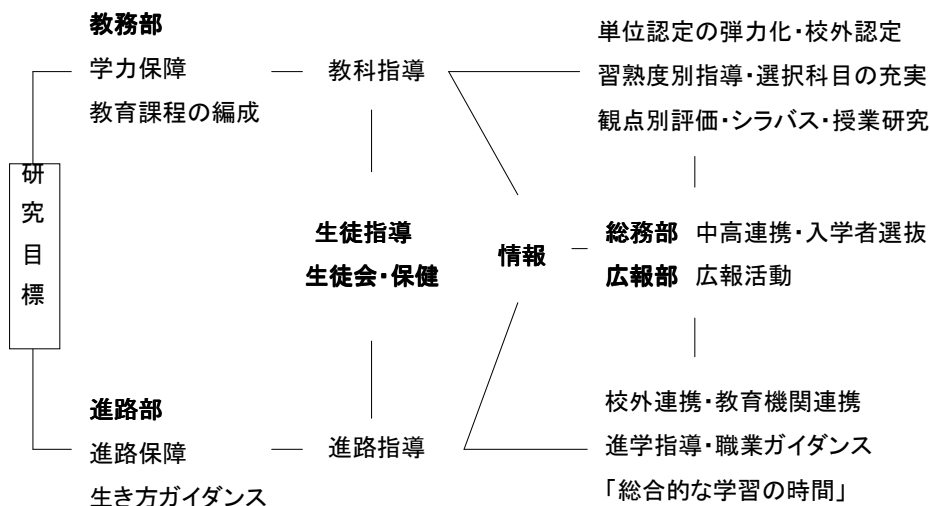 教務部
学力保障
教育課程の編成
教科指導
単位認定の弾力化・校外認定
習熟度別指導・選択科目の充実
観点別評価・シラバス・授業研究
研究目標
生徒指導
生徒会・保健
情報
総務部 中高連携・入学者選抜
広報部 広報活動
進路部
進路保障
生き方ガイダンス
進路指導
校外連携・教育機関連携
進学指導・職業ガイダンス
「総合的な学習の時間」